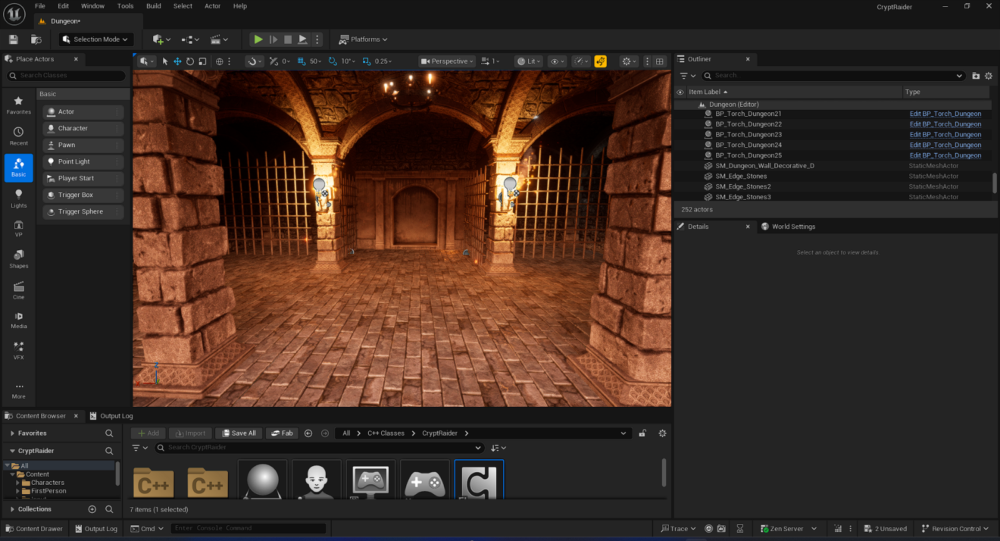 File Edit Window Tools Build Select Actor Help
CryptRaider
Dungeon*
Selection Mode
Platforms
Place Actors
Search Classes
Favorites
Recent
Basic
Lights
VP
Shapes
Cine
Media
VFX
More
Basic
Actor
Character
Pawn
Point Light
Player Start
Trigger Box
Trigger Sphere
0 50 10° 0.25 Perspective 1 Lit
Z
Outliner
Search...
Item Label Type
Dungeon (Editor)
BP_Torch_Dungeon21 Edit BP_Torch_Dungeon
BP_Torch_Dungeon22 Edit BP_Torch_Dungeon
BP_Torch_Dungeon23 Edit BP_Torch_Dungeon
BP_Torch_Dungeon24 Edit BP_Torch_Dungeon
BP_Torch_Dungeon25 Edit BP_Torch_Dungeon
SM_Dungeon_Wall_Decorative_D StaticMeshActor
SM_Edge_Stones StaticMeshActor
SM_Edge_Stones2 StaticMeshActor
SM_Edge_Stones3 StaticMeshActor
252 actors
Details World Settings
Select an object to view details.
Content Browser Output Log
Favorites
CryptRaider
All
Content
Characters
FirstPerson
Collections
Add Import Save All Fab All C++ Classes CryptRaider
Search CryptRaider
C++ C++
7 items (1 selected)
Content Drawer Output Log Cmd Enter Console Command Trace Zen Server 2 Unsaved Revision Control